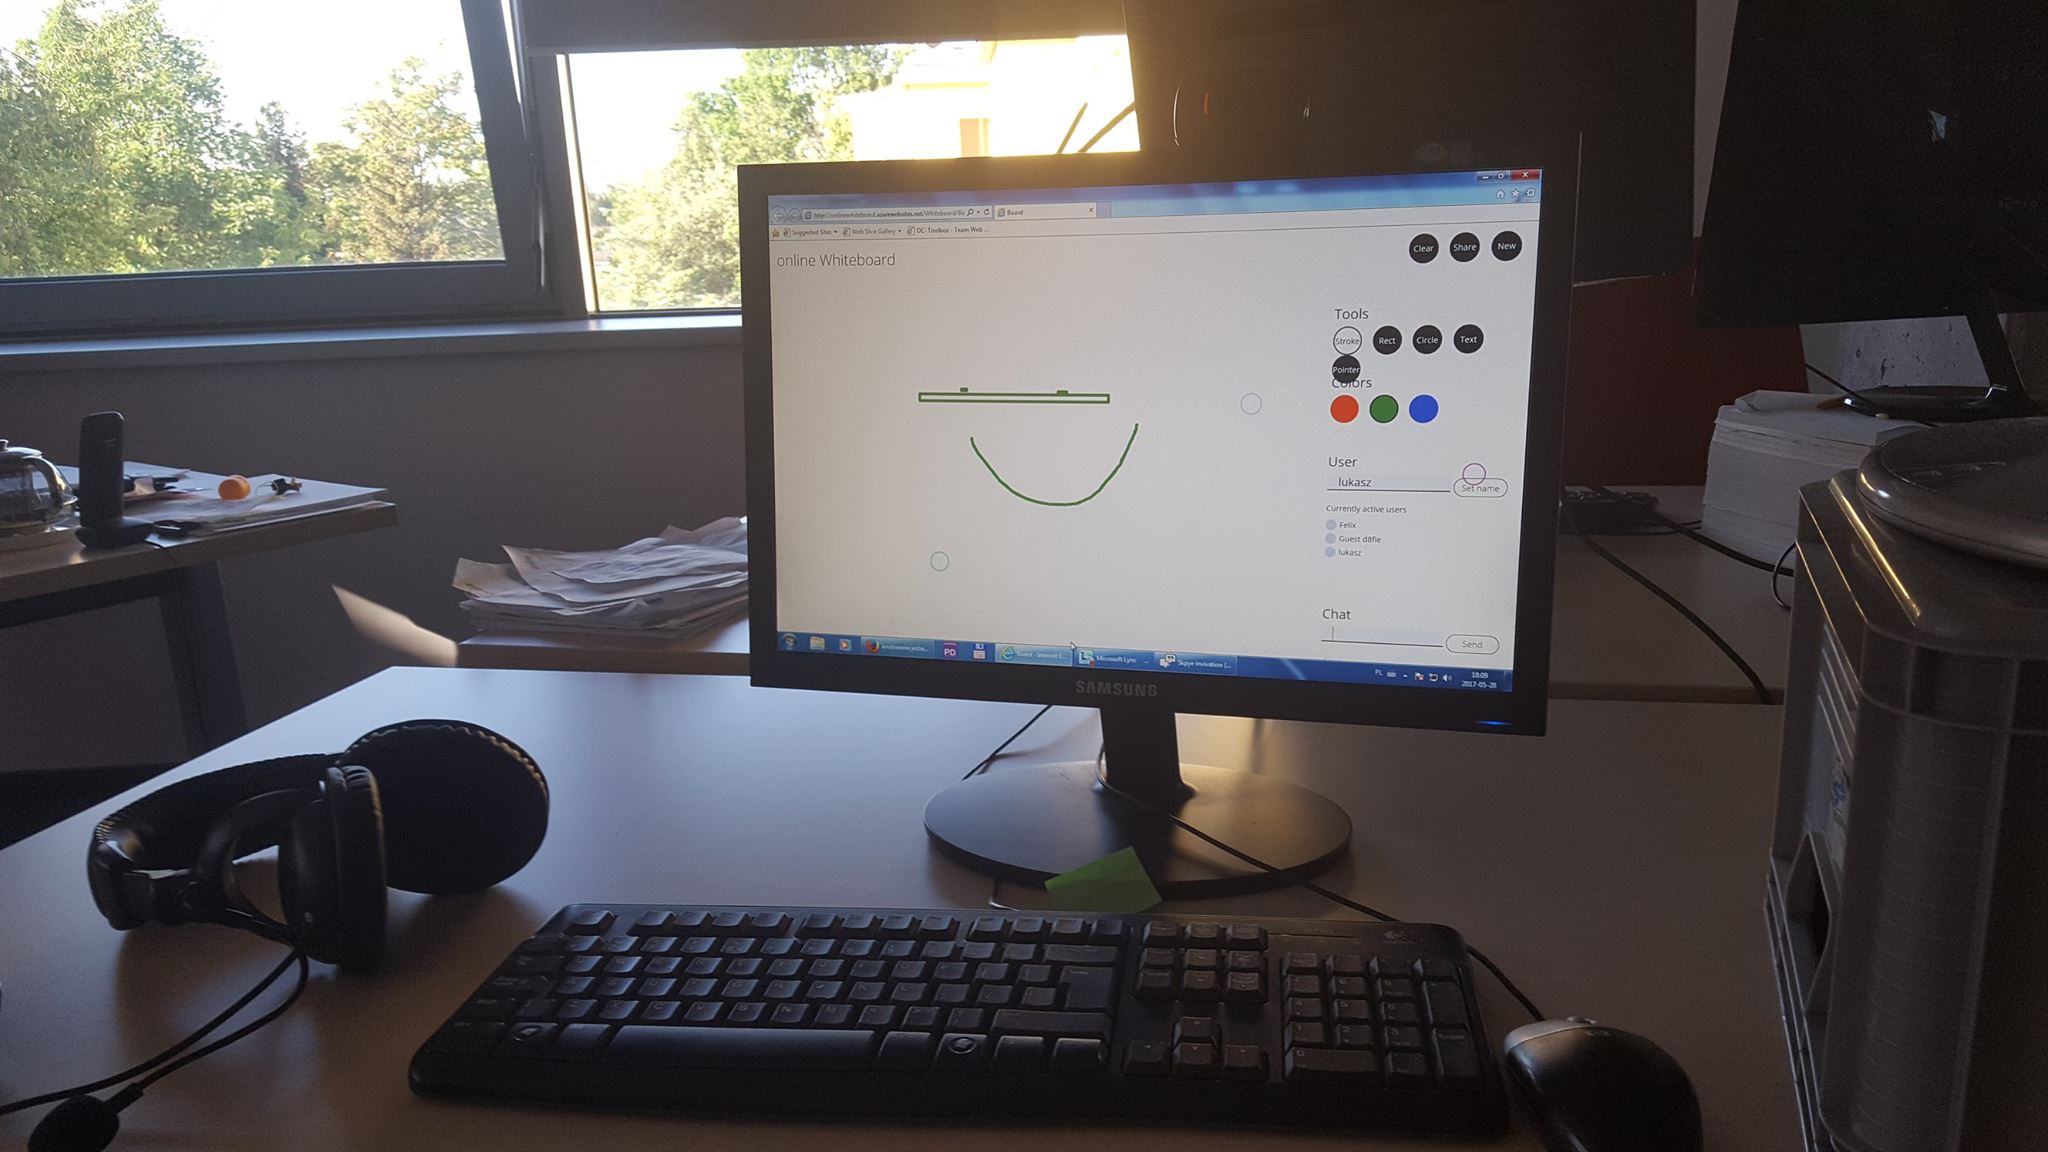 http://onlinewhiteboard.azurewebsites.net/Whiteboard/Bo
Board
Suggested Sites
Web Slice Gallery
OC-Toolbox - Team Web ...
online Whiteboard
Clear
Share
New
Tools
Stroke
Rect
Circle
Text
Pointer
Colors
User
lukasz
Set name
Currently active users
Felix
Guest d8fie
lukasz
Chat
Send
PD
Board - Internet E...
Microsoft Lync
Skpye invivation (...
PL
18:09
2017-05-28
SAMSUNG